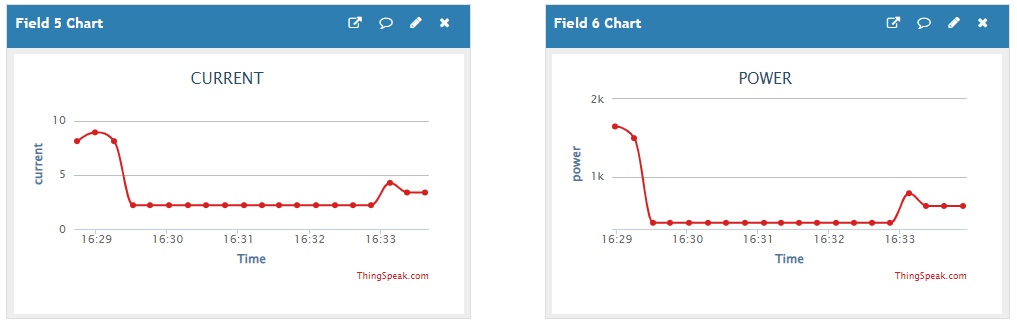 Field 5 Chart
CURRENT
10
5
0
current
16:29 16:30 16:31 16:32 16:33
Time
ThingSpeak.com
Field 6 Chart
POWER
2k
1k
power
16:29 16:30 16:31 16:32 16:33
Time
ThingSpeak.com